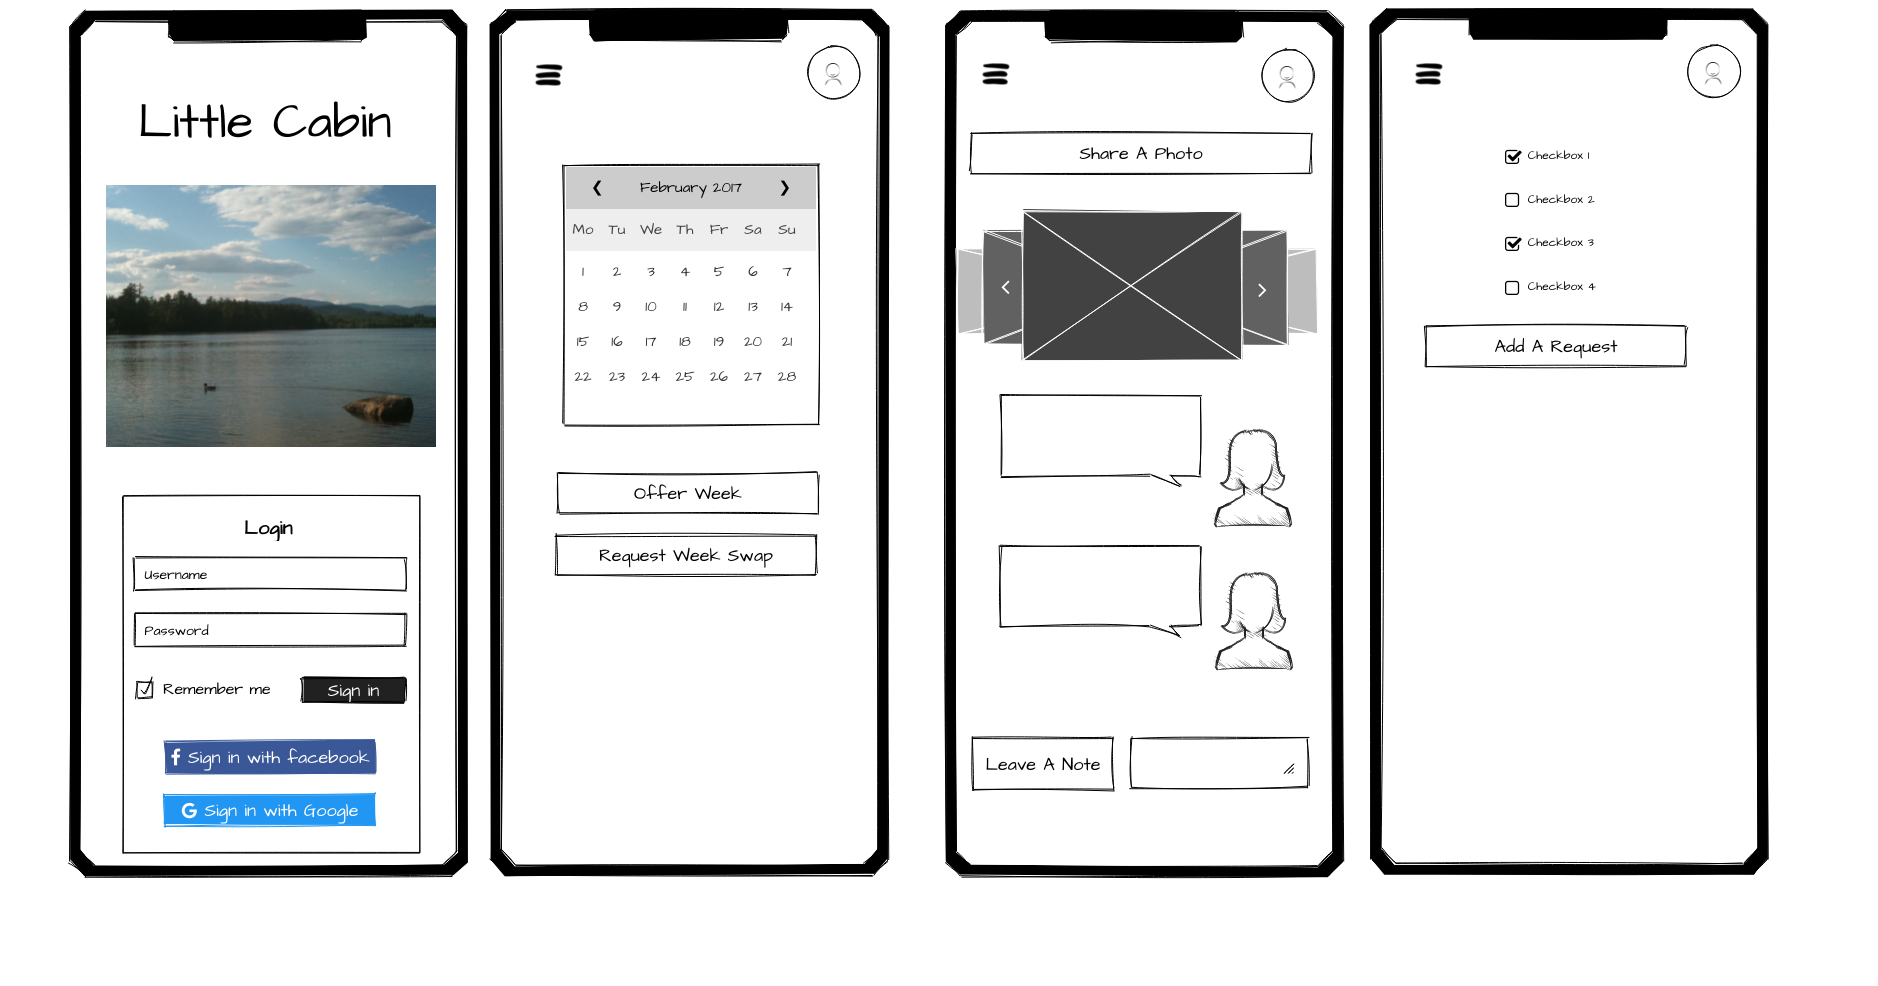 Little Cabin
Login
Username
Password
Remember me
Sign in
f Sign in with facebook
G Sign in with Google
❮ February 2017 ❯
Mo Tu We Th Fr Sa Su
1 2 3 4 5 6 7
8 9 10 11 12 13 14
15 16 17 18 19 20 21
22 23 24 25 26 27 28
Offer Week
Request Week Swap
Share A Photo
Leave A Note
Checkbox 1
Checkbox 2
Checkbox 3
Checkbox 4
Add A Request